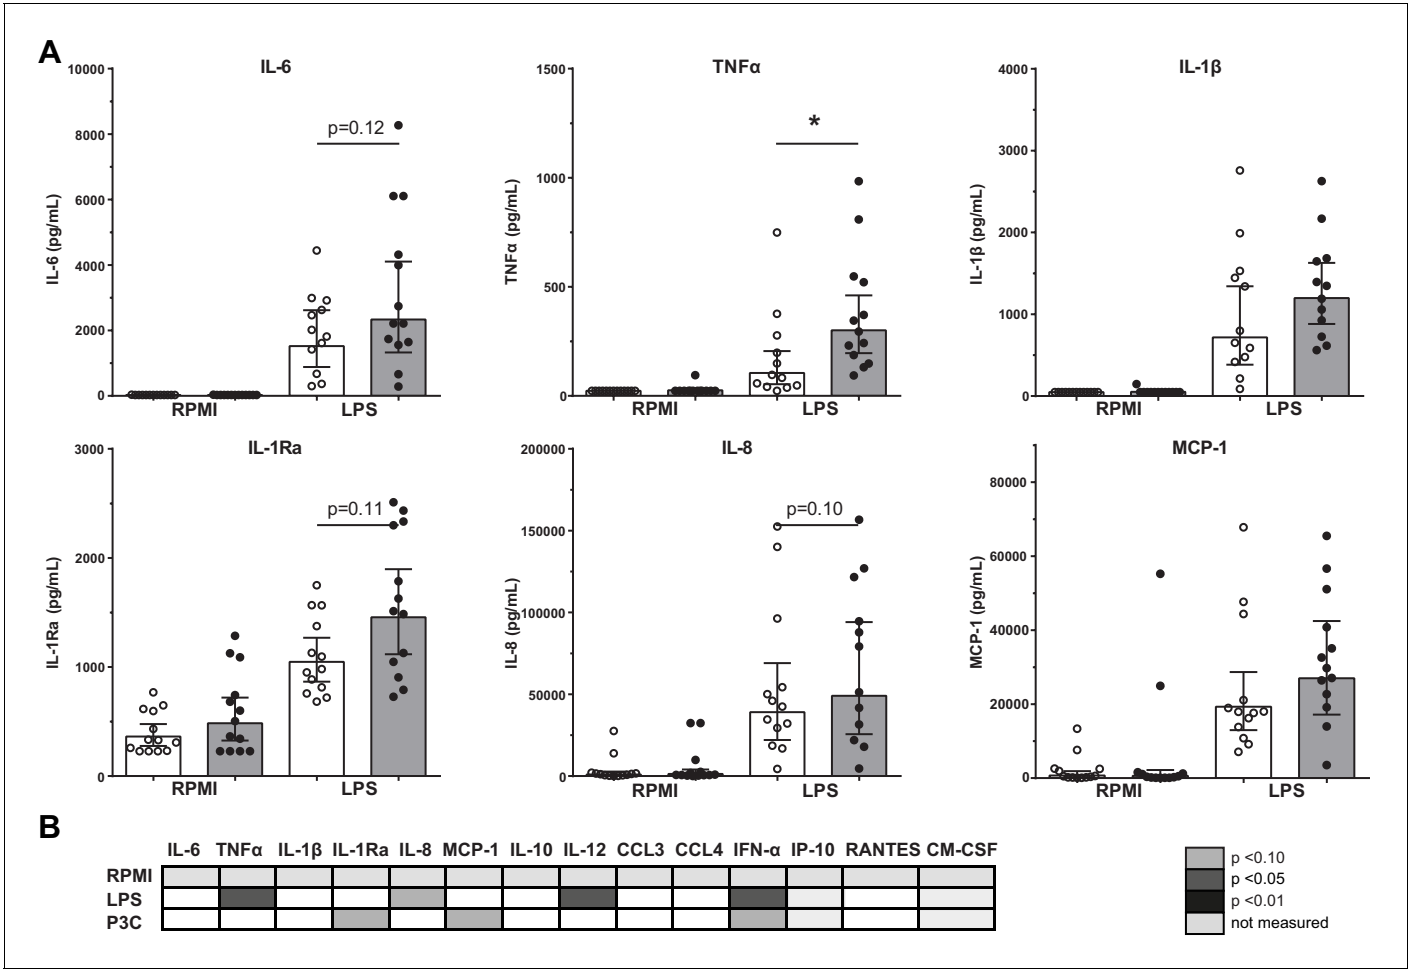 A
IL-6
10000
8000
6000
4000
2000
0
IL-6 (pg/mL)
p=0.12
RPMI LPS
TNFα
1500
1000
500
0
TNFα (pg/mL)
*
RPMI LPS
IL-1β
4000
3000
2000
1000
0
IL-1β (pg/mL)
RPMI LPS
IL-1Ra
3000
2000
1000
0
IL-1Ra (pg/mL)
p=0.11
RPMI LPS
IL-8
200000
150000
100000
50000
0
IL-8 (pg/mL)
p=0.10
RPMI LPS
MCP-1
80000
60000
40000
20000
0
MCP-1 (pg/mL)
RPMI LPS
B
IL-6 TNFα IL-1β IL-1Ra IL-8 MCP-1 IL-10 IL-12 CCL3 CCL4 IFN-α IP-10 RANTES CM-CSF
RPMI
LPS
P3C
p <0.10
p <0.05
p <0.01
not measured